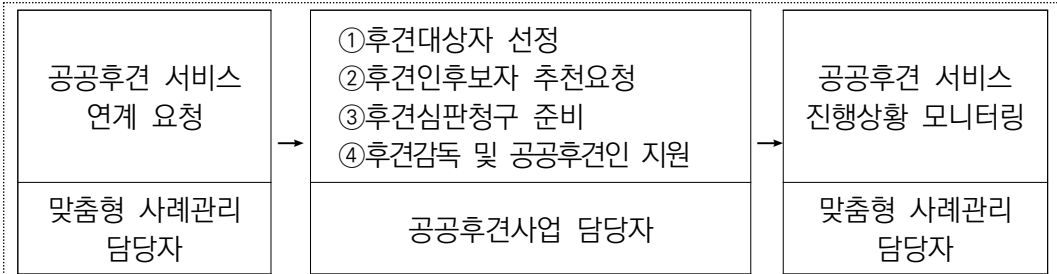 공공후견 서비스
연계 요청
→
①후견대상자 선정
②후견인후보자 추천요청
③후견심판청구 준비
④후견감독 및 공공후견인 지원
→
공공후견 서비스
진행상황 모니터링
맞춤형 사례관리
담당자
공공후견사업 담당자
맞춤형 사례관리
담당자